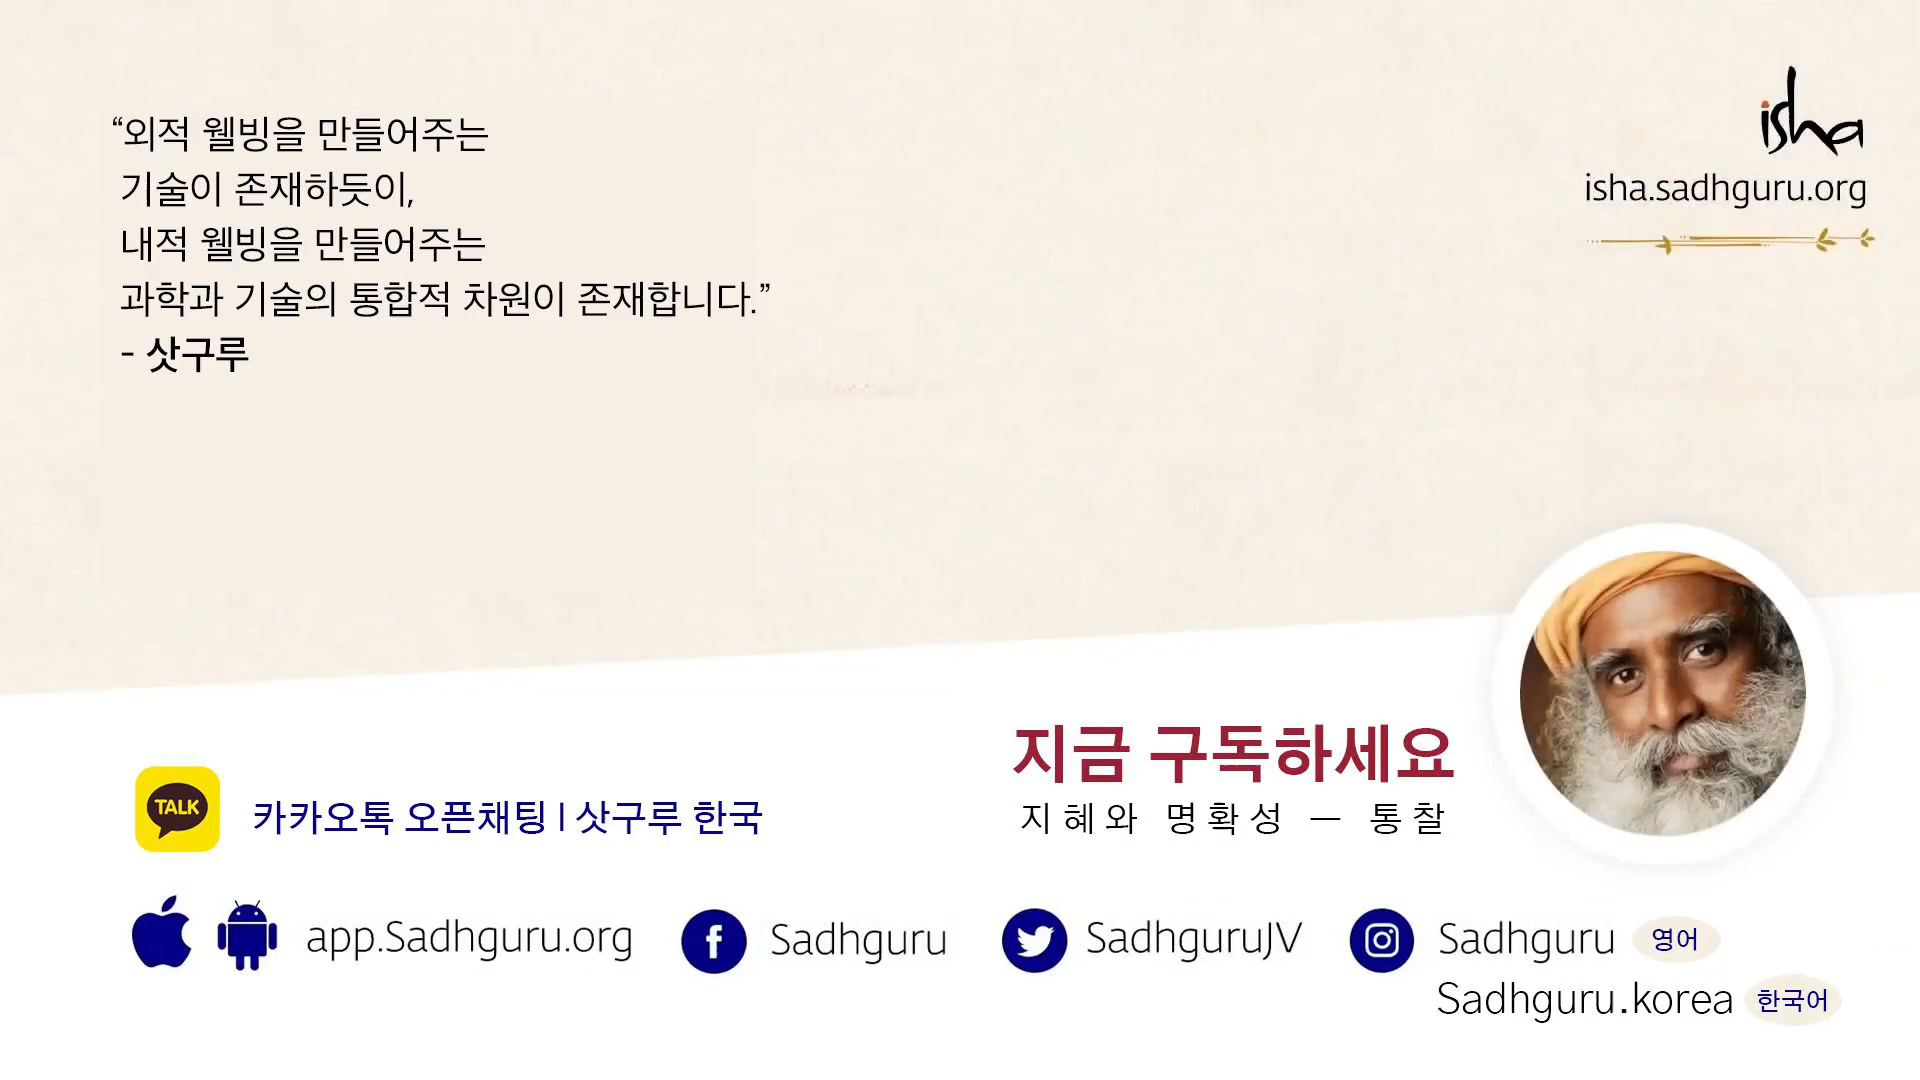 “외적 웰빙을 만들어주는
기술이 존재하듯이,
내적 웰빙을 만들어주는
과학과 기술의 통합적 차원이 존재합니다.”
- 삿구루
isha
isha.sadhguru.org
지금 구독하세요
지혜와 명확성 — 통찰
TALK
카카오톡 오픈채팅 | 삿구루 한국
app.Sadhguru.org
Sadhguru
SadhguruJV
Sadhguru 영어
Sadhguru.korea 한국어